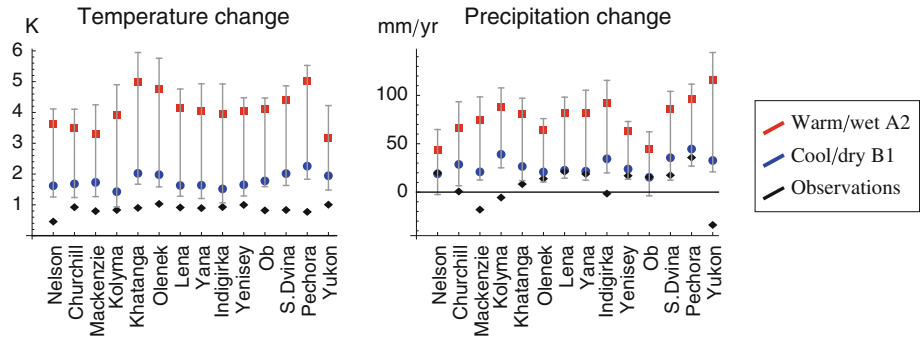 Temperature change
K
6
5
4
3
2
1
Nelson
Churchill
Mackenzie
Kolyma
Khatanga
Olenek
Lena
Yana
Indigirka
Yenisey
Ob
S.Dvina
Pechora
Yukon
Precipitation change
mm/yr
100
50
0
Nelson
Churchill
Mackenzie
Kolyma
Khatanga
Olenek
Lena
Yana
Indigirka
Yenisey
Ob
S.Dvina
Pechora
Yukon
Warm/wet A2
Cool/dry B1
Observations